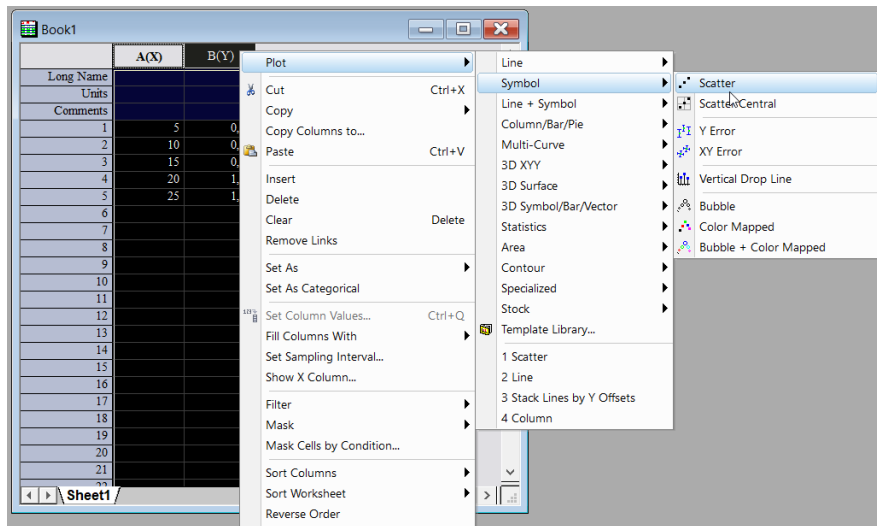 Book1
A(X) B(Y)
Long Name
Units
Comments
1 5 0,
2 10 0,
3 15 0,
4 20 1,
5 25 1,
6
7
8
9
10
11
12
13
14
15
16
17
18
19
20
21
22
Sheet1
Plot
Cut Ctrl+X
Copy
Copy Columns to...
Paste Ctrl+V
Insert
Delete
Clear Delete
Remove Links
Set As
Set As Categorical
Set Column Values... Ctrl+Q
Fill Columns With
Set Sampling Interval...
Show X Column...
Filter
Mask
Mask Cells by Condition...
Sort Columns
Sort Worksheet
Reverse Order
Line
Symbol
Line + Symbol
Column/Bar/Pie
Multi-Curve
3D XYY
3D Surface
3D Symbol/Bar/Vector
Statistics
Area
Contour
Specialized
Stock
Template Library...
1 Scatter
2 Line
3 Stack Lines by Y Offsets
4 Column
Scatter
Scatter Central
Y Error
XY Error
Vertical Drop Line
Bubble
Color Mapped
Bubble + Color Mapped